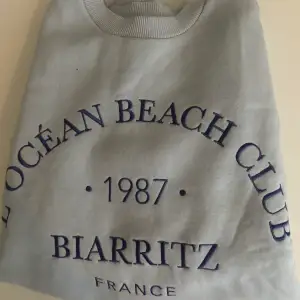 L'OCÉAN BEACH CLUB
• 1987 •
BIARRITZ
FRANCE